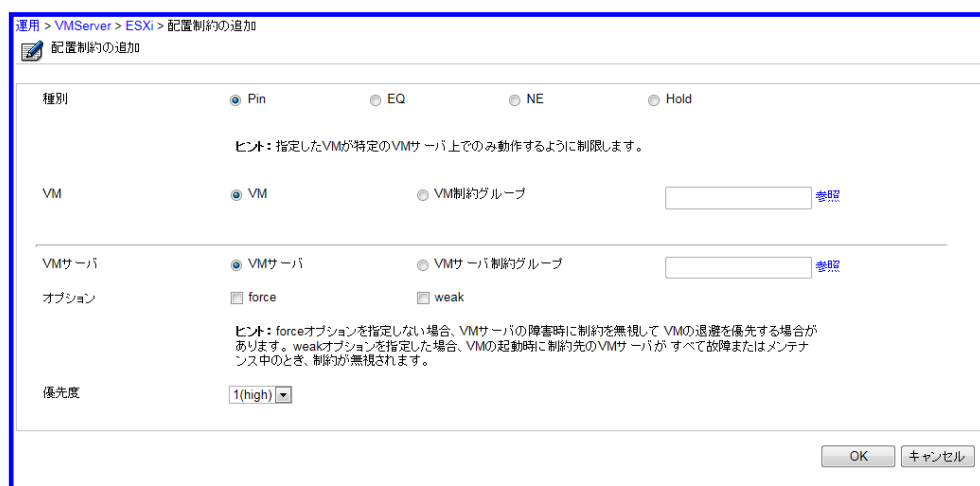 運用 > VMServer > ESXi > 配置制約の追加
配置制約の追加
種別 Pin EQ NE Hold
ヒント：指定したVMが特定のVMサーバ上でのみ動作するように制限します。
VM VM VM制約グループ 参照
VMサーバ VMサーバ VMサーバ制約グループ 参照
オプション force weak
ヒント：forceオプションを指定しない場合、VMサーバの障害時に制約を無視して VMの退避を優先する場合が
あります。weakオプションを指定した場合、VMの起動時に制約先のVMサーバが すべて故障またはメンテナ
ンス中のとき、制約が無視されます。
優先度 1(high)
OK キャンセル